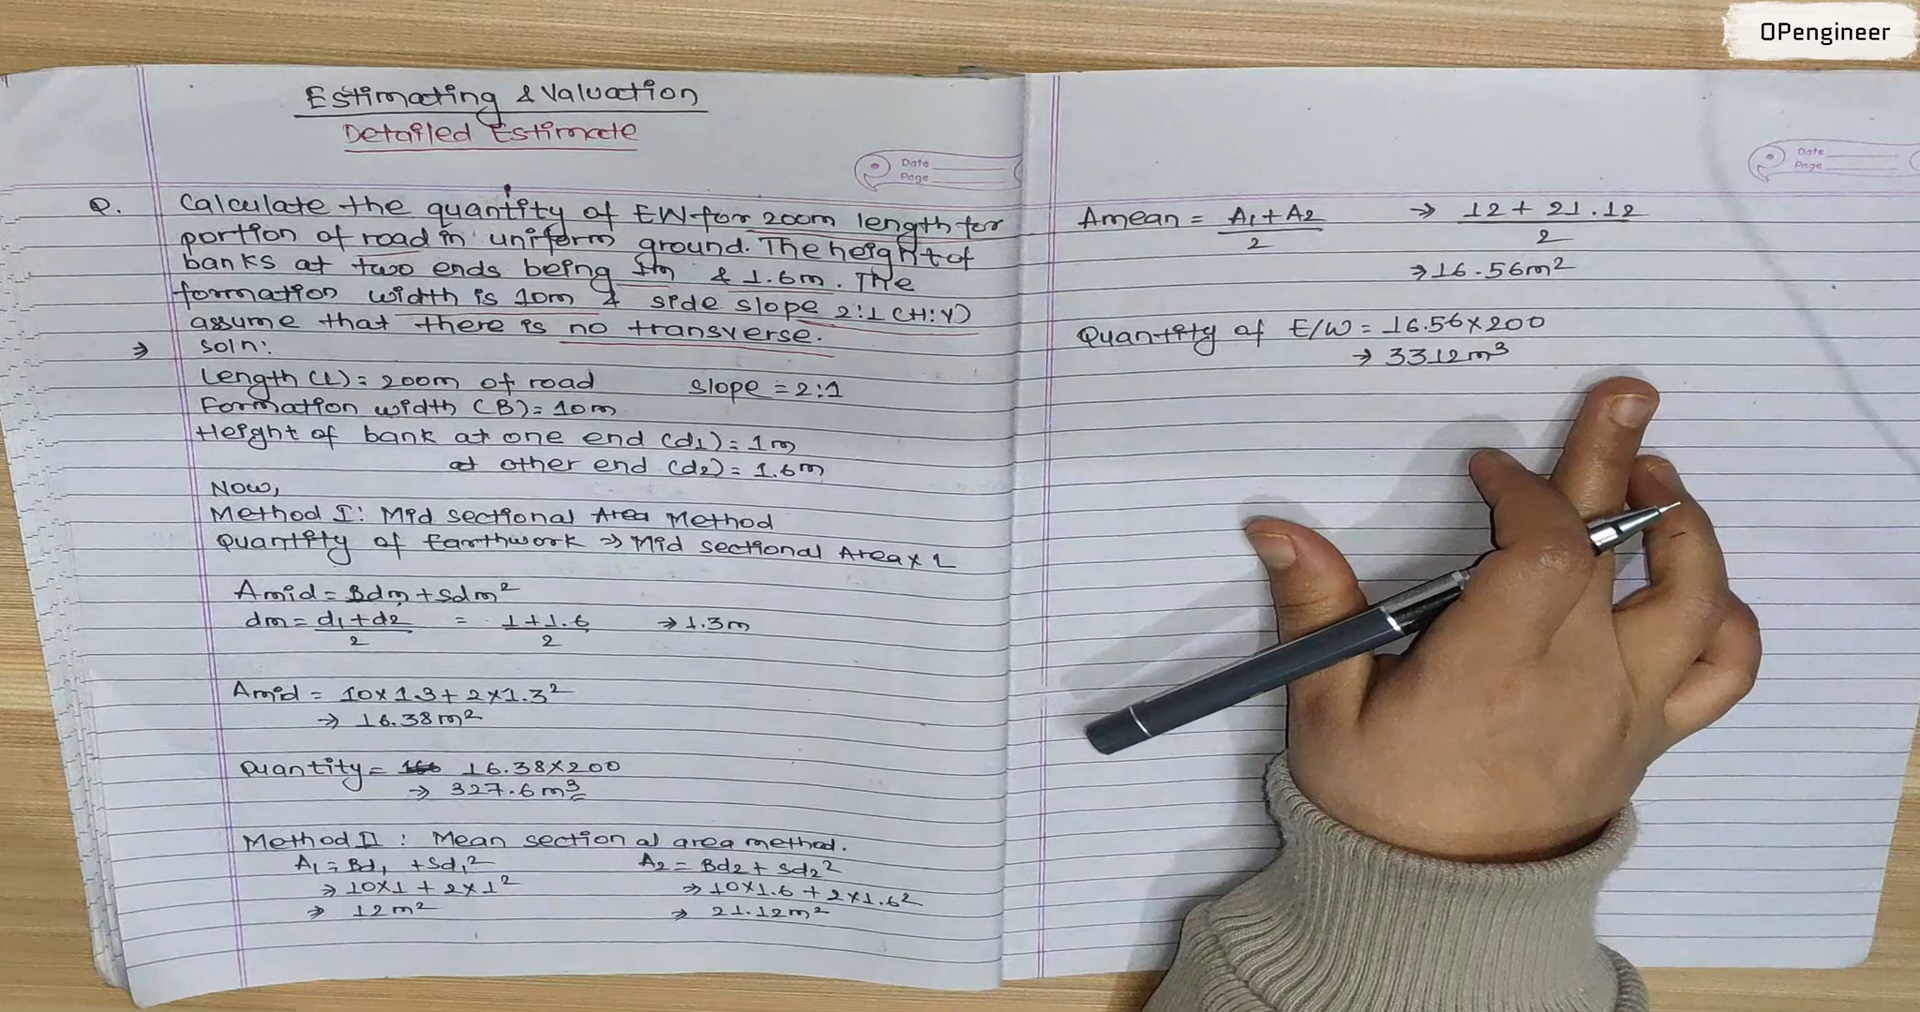 OPengineer
Estimating & Valuation
Detailed Estimate
Date
Page
Q. Calculate the quantity of EW for 200m length for
portion of road in uniform ground. The height of
banks at two ends being 1m & 1.6m. The
formation width is 10m & side slope 2:1 (H:V)
assume that there is no transverse.
⇒ Soln:
Length (L) = 200m of road slope = 2:1
Formation width (B) = 10m
Height of bank at one end (d1) = 1m
at other end (d2) = 1.6m
Now,
Method I: Mid sectional Area Method
Quantity of Earthwork ⇒ Mid sectional Area x L
Amid = Bdm + Sdm²
dm = d1+d2/2 = 1+1.6/2 → 1.3m
Amid = 10x1.3 + 2x1.3²
→ 16.38m²
Quantity = 16.38x200
→ 327.6m³
Method II : Mean sectional area method.
A1 = Bd1 + Sd1² A2 = Bd2 + Sd2²
→ 10x1 + 2x1² → 10x1.6 + 2x1.6²
→ 12m² → 21.12m²
Date
Page
Amean = A1+A2/2 → 12+21.12/2
→ 16.56m²
Quantity of E/W = 16.56x200
→ 3312m³